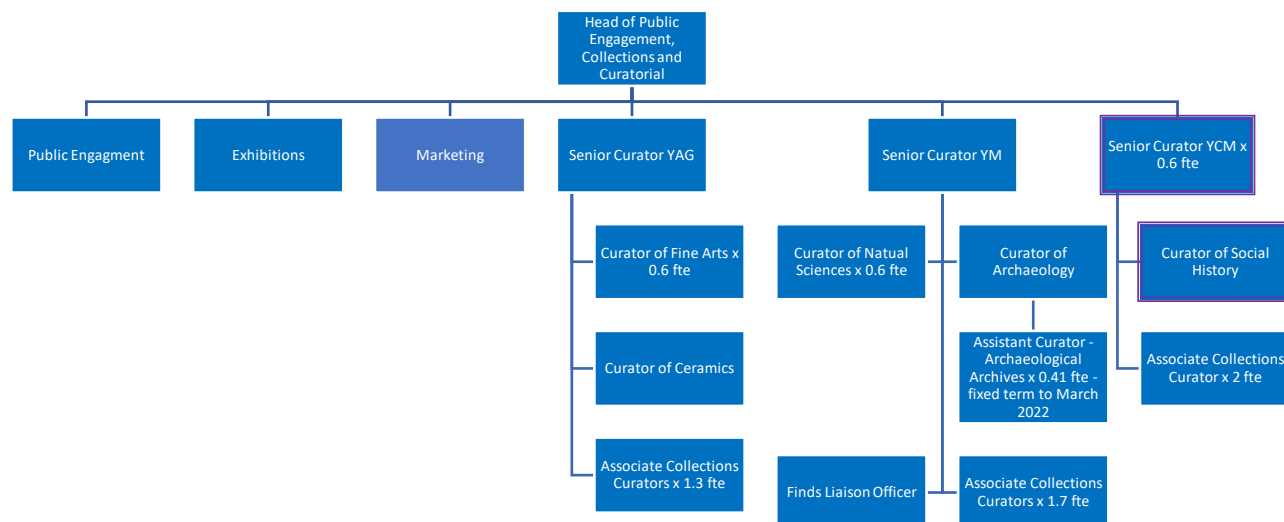 Head of Public
Engagement,
Collections and
Curatorial
Public Engagment
Exhibitions
Marketing
Senior Curator YAG
Senior Curator YM
Senior Curator YCM x
0.6 fte
Curator of Fine Arts x
0.6 fte
Curator of Natual
Sciences x 0.6 fte
Curator of
Archaeology
Curator of Social
History
Curator of Ceramics
Assistant Curator -
Archaeological
Archives x 0.41 fte -
fixed term to March
2022
Associate Collections
Curator x 2 fte
Associate Collections
Curators x 1.3 fte
Finds Liaison Officer
Associate Collections
Curators x 1.7 fte